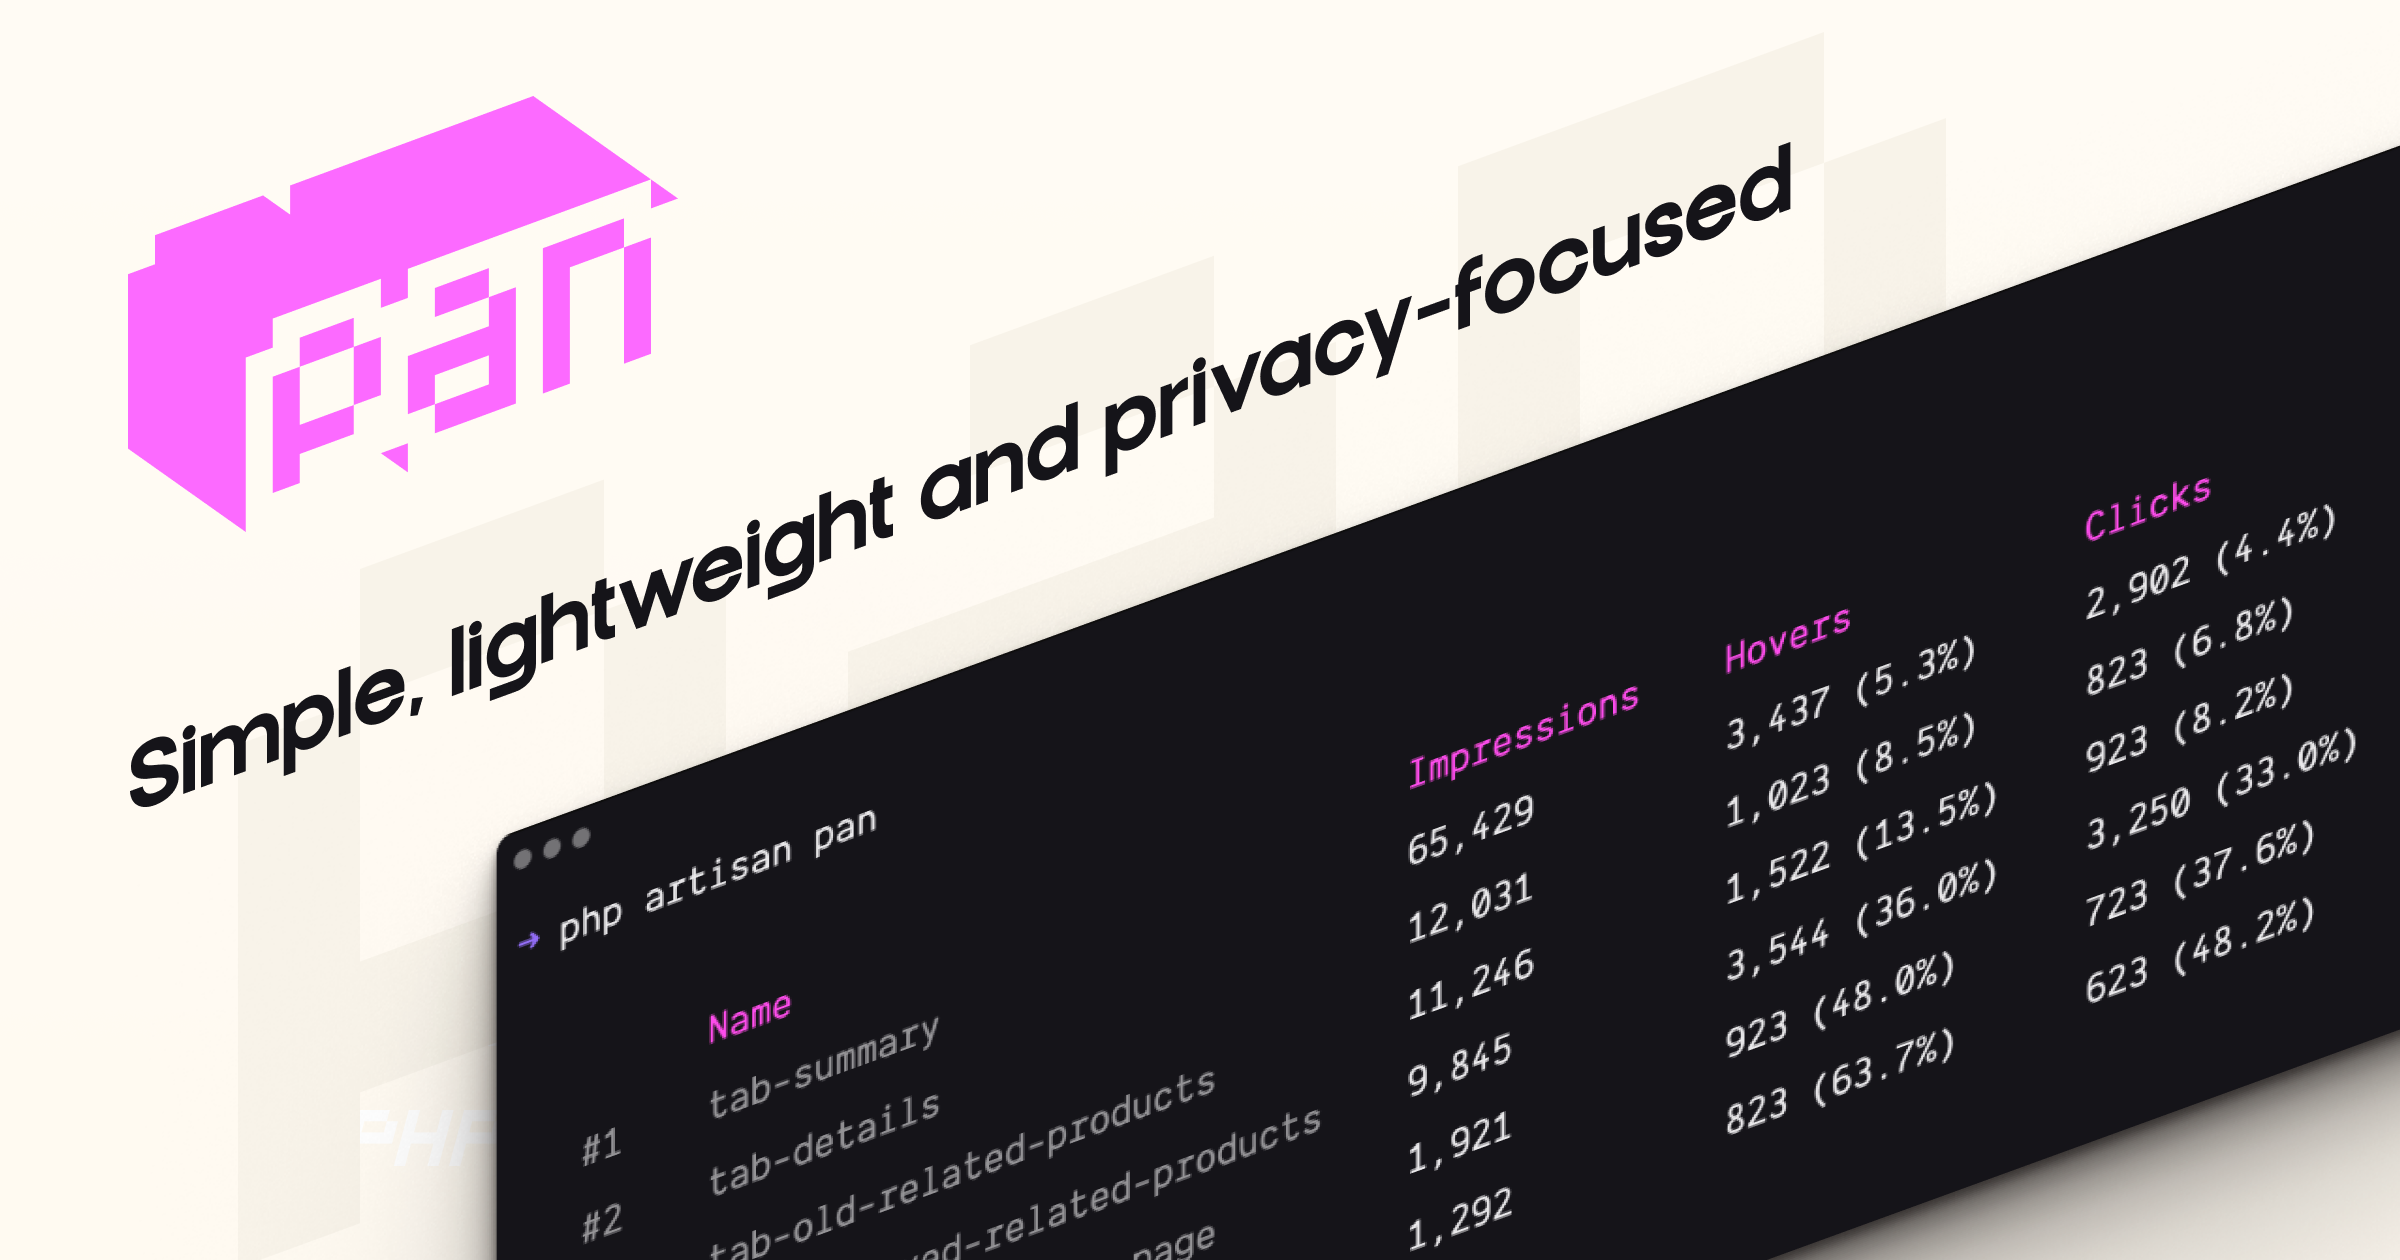 pan
Simple, lightweight and privacy-focused
→ php artisan pan
Name Impressions Hovers Clicks
#1 tab-summary 65,429 3,437 (5.3%) 2,902 (4.4%)
#2 tab-details 12,031 1,023 (8.5%) 823 (6.8%)
tab-old-related-products 11,246 1,522 (13.5%) 923 (8.2%)
-related-products 9,845 3,544 (36.0%) 3,250 (33.0%)
page 1,921 923 (48.0%) 723 (37.6%)
1,292 823 (63.7%) 623 (48.2%)
PHP